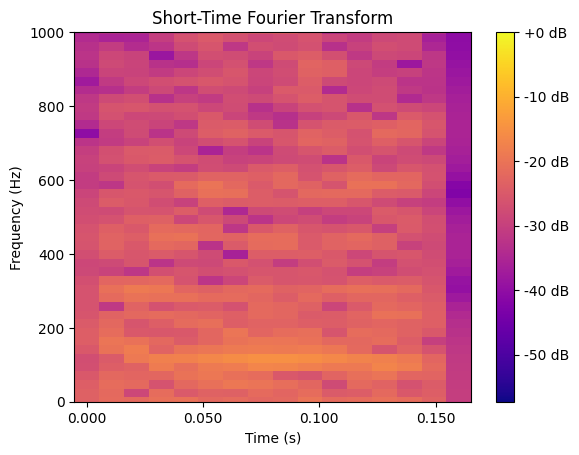 Short-Time Fourier Transform
1000
800
600
400
200
0
Frequency (Hz)
0.000
0.050
0.100
0.150
Time (s)
+0 dB
-10 dB
-20 dB
-30 dB
-40 dB
-50 dB